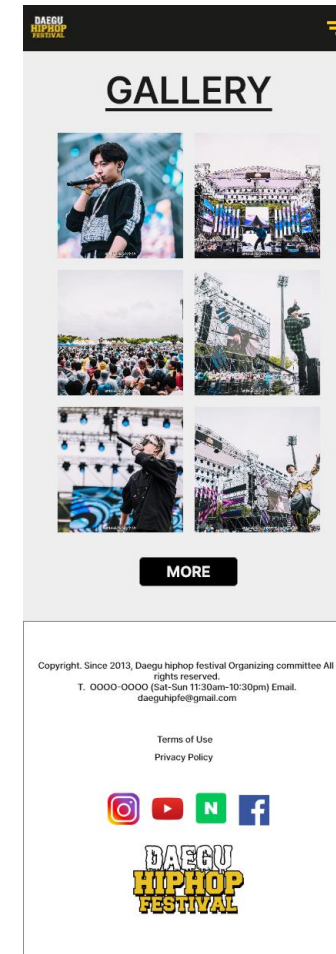 DAEGU
HIPHOP
FESTIVAL
GALLERY
MORE
Copyright. Since 2013, Daegu hiphop festival Organizing committee All
rights reserved.
T. 0000-0000 (Sat-Sun 11:30am-10:30pm) Email.
daeguhipfe@gmail.com
Terms of Use
Privacy Policy
N
DAEGU
HIPHOP
FESTIVAL